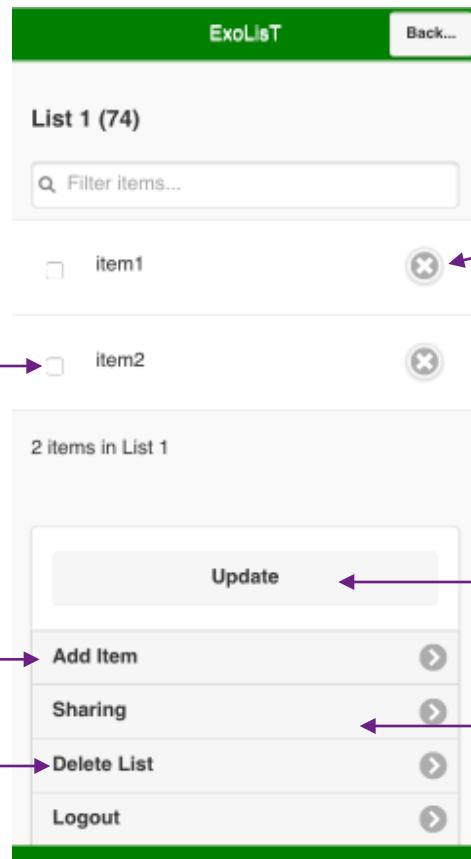 ExoLisT
Back...
List 1 (74)
Filter items...
item1
item2
2 items in List 1
Update
Add Item
Sharing
Delete List
Logout